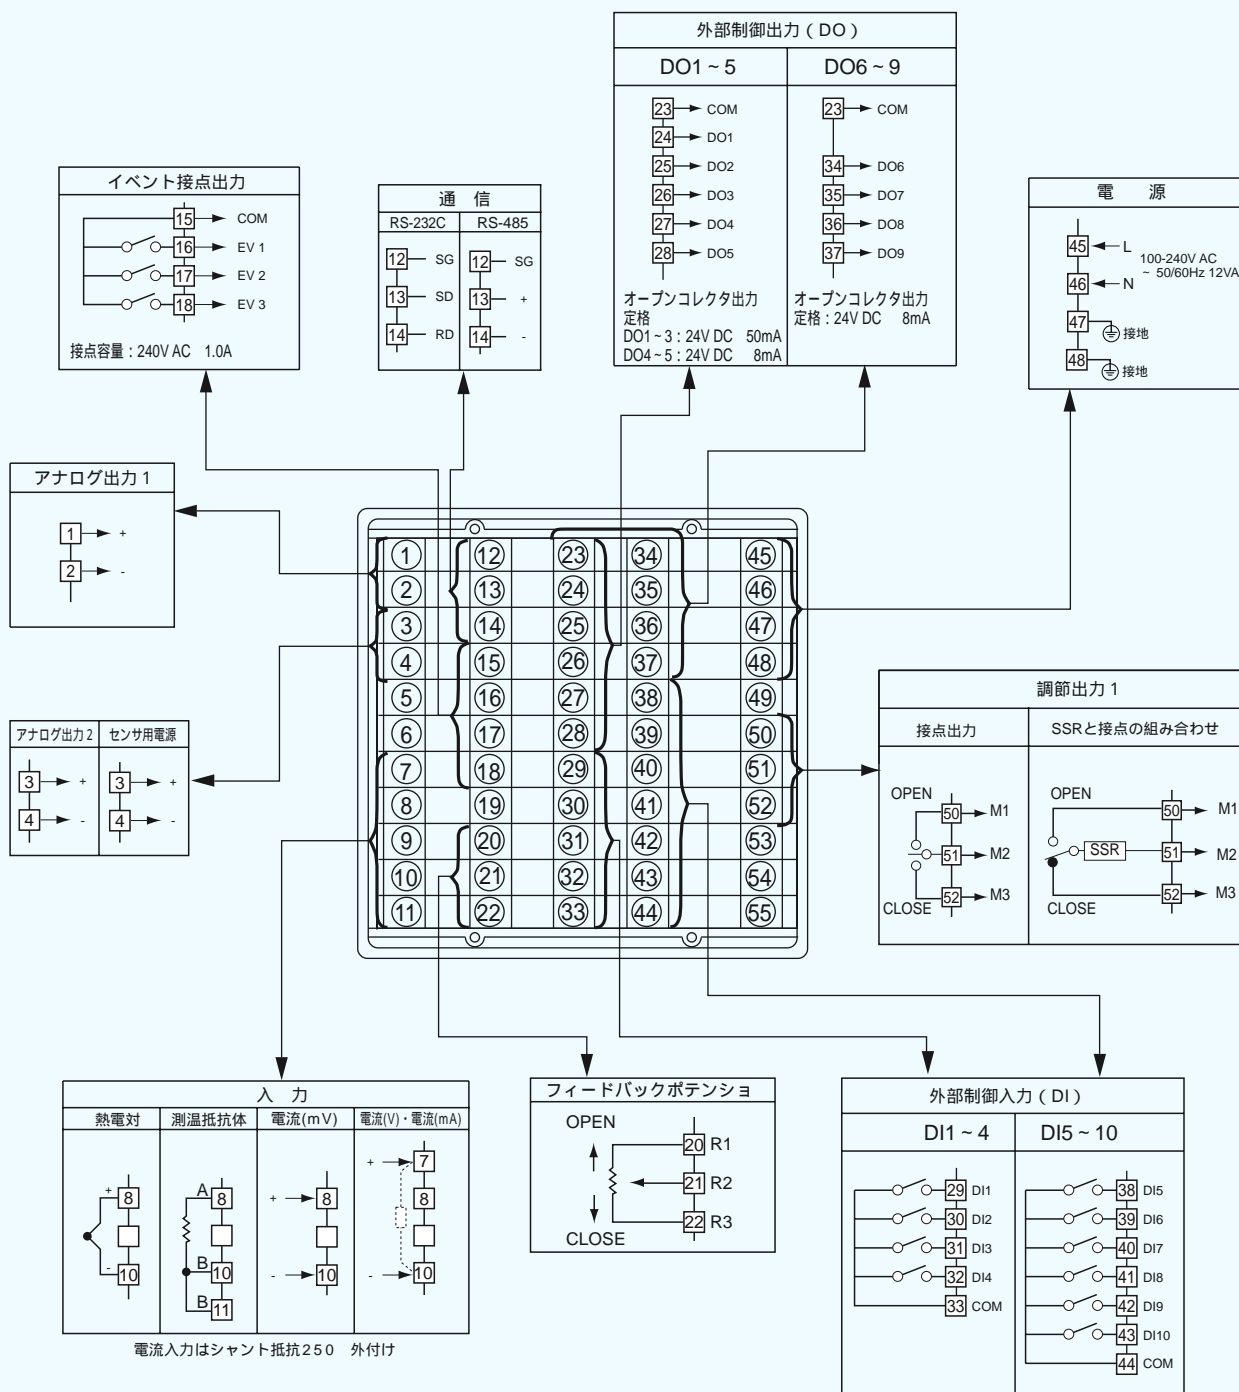 外部制御出力（DO）
DO1~5
DO6~9
23 COM
24 DO1
25 DO2
26 DO3
27 DO4
28 DO5
オープンコレクタ出力
定格
DO1~3 : 24V DC 50mA
DO4~5 : 24V DC 8mA
23 COM
34 DO6
35 DO7
36 DO8
37 DO9
オープンコレクタ出力
定格 : 24V DC 8mA
イベント接点出力
15 COM
16 EV 1
17 EV 2
18 EV 3
接点容量 : 240V AC 1.0A
通 信
RS-232C
RS-485
12 SG
13 SD
14 RD
12 SG
13 +
14 -
電 源
45 L
46 N
100-240V AC
~ 50/60Hz 12VA
47 接地
48 接地
アナログ出力 1
1 +
2 -
アナログ出力 2
センサ用電源
3 +
4 -
3 +
4 -
1 12 23 34 45
2 13 24 35 46
3 14 25 36 47
4 15 26 37 48
5 16 27 38 49
6 17 28 39 50
7 18 29 40 51
8 19 30 41 52
9 20 31 42 53
10 21 32 43 54
11 22 33 44 55
調節出力 1
接点出力
SSRと接点の組み合わせ
OPEN
50 M1
51 M2
52 M3
CLOSE
OPEN
50 M1
SSR 51 M2
52 M3
CLOSE
入 力
熱電対
測温抵抗体
電流(mV)
電流(V)・電流(mA)
+ 8
- 10
A 8
B 10
B 11
+ 8
- 10
+ 7
8
- 10
電流入力はシャント抵抗250 外付け
フィードバックポテンショ
OPEN
20 R1
21 R2
22 R3
CLOSE
外部制御入力（DI）
DI1~4
DI5~10
29 DI1
30 DI2
31 DI3
32 DI4
33 COM
38 DI5
39 DI6
40 DI7
41 DI8
42 DI9
43 DI10
44 COM